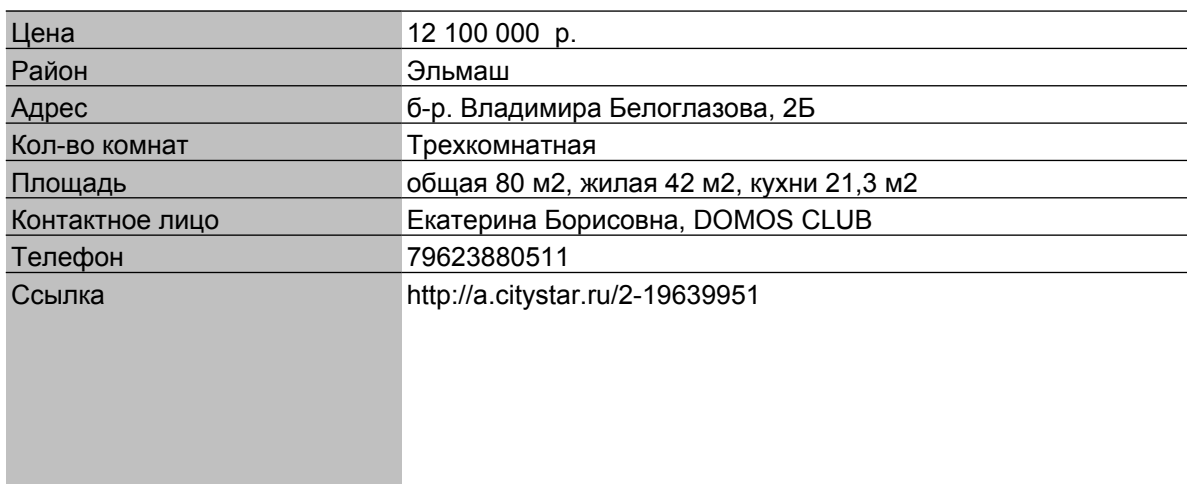 Цена 12 100 000 р.
Район Эльмаш
Адрес б-р. Владимира Белоглазова, 2Б
Кол-во комнат Трехкомнатная
Площадь общая 80 м2, жилая 42 м2, кухни 21,3 м2
Контактное лицо Екатерина Борисовна, DOMOS CLUB
Телефон 79623880511
Ссылка http://a.citystar.ru/2-19639951